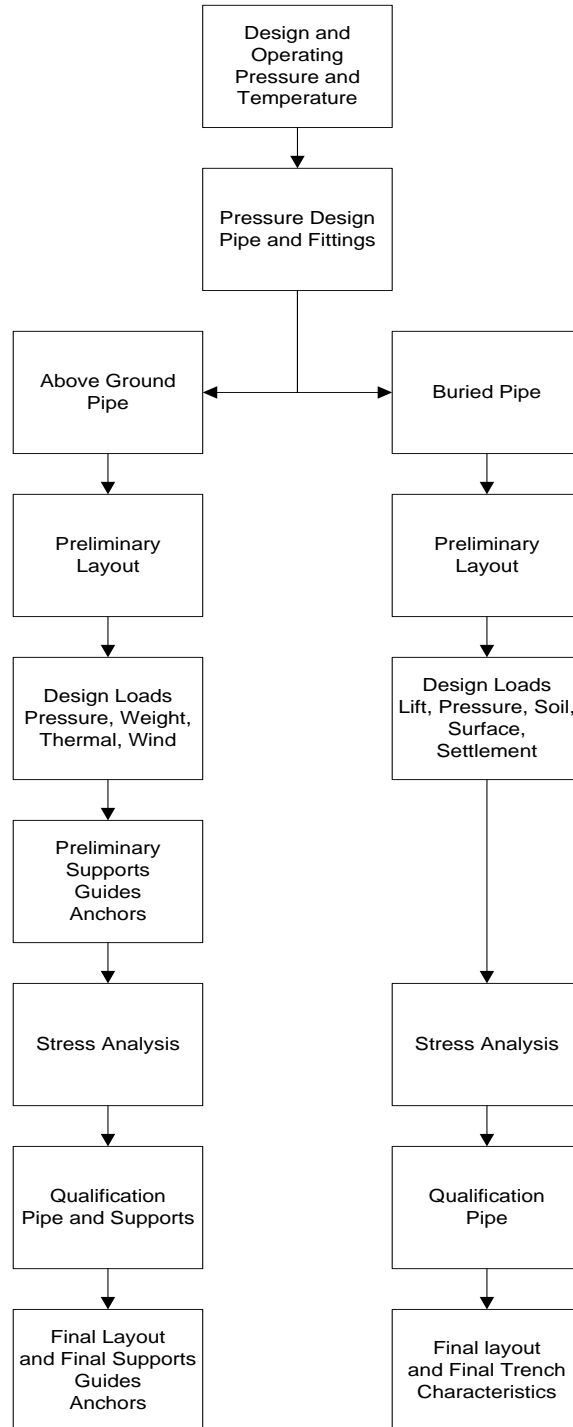 Design and
Operating
Pressure and
Temperature
Pressure Design
Pipe and Fittings
Above Ground
Pipe
Buried Pipe
Preliminary
Layout
Preliminary
Layout
Design Loads
Pressure, Weight,
Thermal, Wind
Design Loads
Lift, Pressure, Soil,
Surface,
Settlement
Preliminary
Supports
Guides
Anchors
Stress Analysis
Stress Analysis
Qualification
Pipe and Supports
Qualification
Pipe
Final Layout
and Final Supports
Guides
Anchors
Final layout
and Final Trench
Characteristics